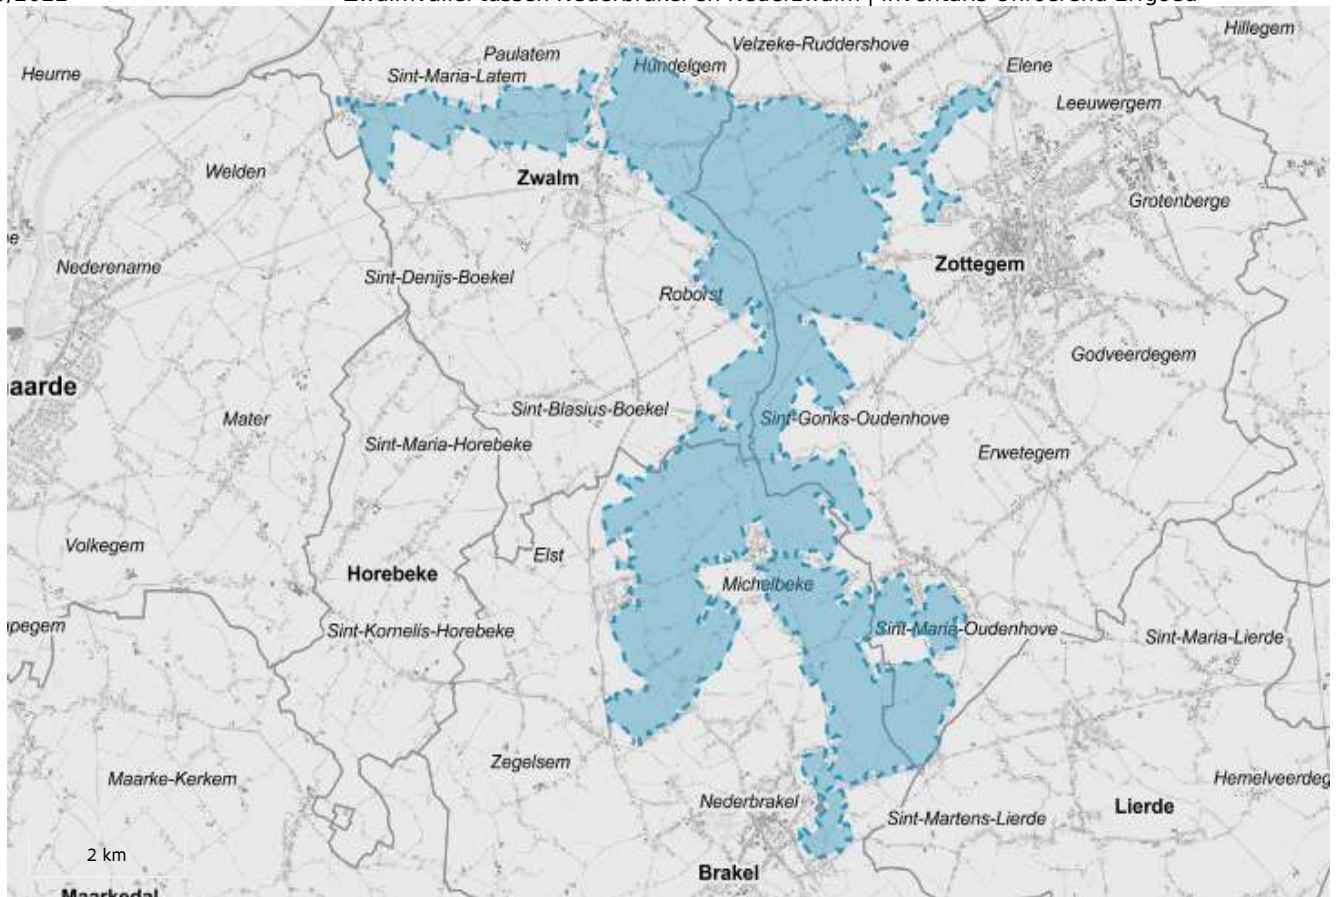 Zwalmvallei tussen Nederbrakel en Nederzwalm | Inventaris Onroerend Erfgoed
Hillegem
Velzeke-Ruddershove
Paulatem
Hundelgem
Elene
Heurne
Sint-Maria-Latem
Leeuwergem
Welden
Zwalm
Grotenberge
Nederename
Zottegem
Sint-Denijs-Boekel
Roborst
Godveerdegem
aarde
Sint-Blasius-Boekel
Mater
Sint-Goriks-Oudenhove
Sint-Maria-Horebeke
Erwetegem
Volkegem
Elst
Horebeke
Michelbeke
pegem
Sint-Kornelis-Horebeke
Sint-Maria-Oudenhove
Sint-Maria-Lierde
Zegelsem
Maarke-Kerkem
Hemelveerdeg
Nederbrakel
Lierde
Sint-Martens-Lierde
2 km
Brakel
Maarkedal